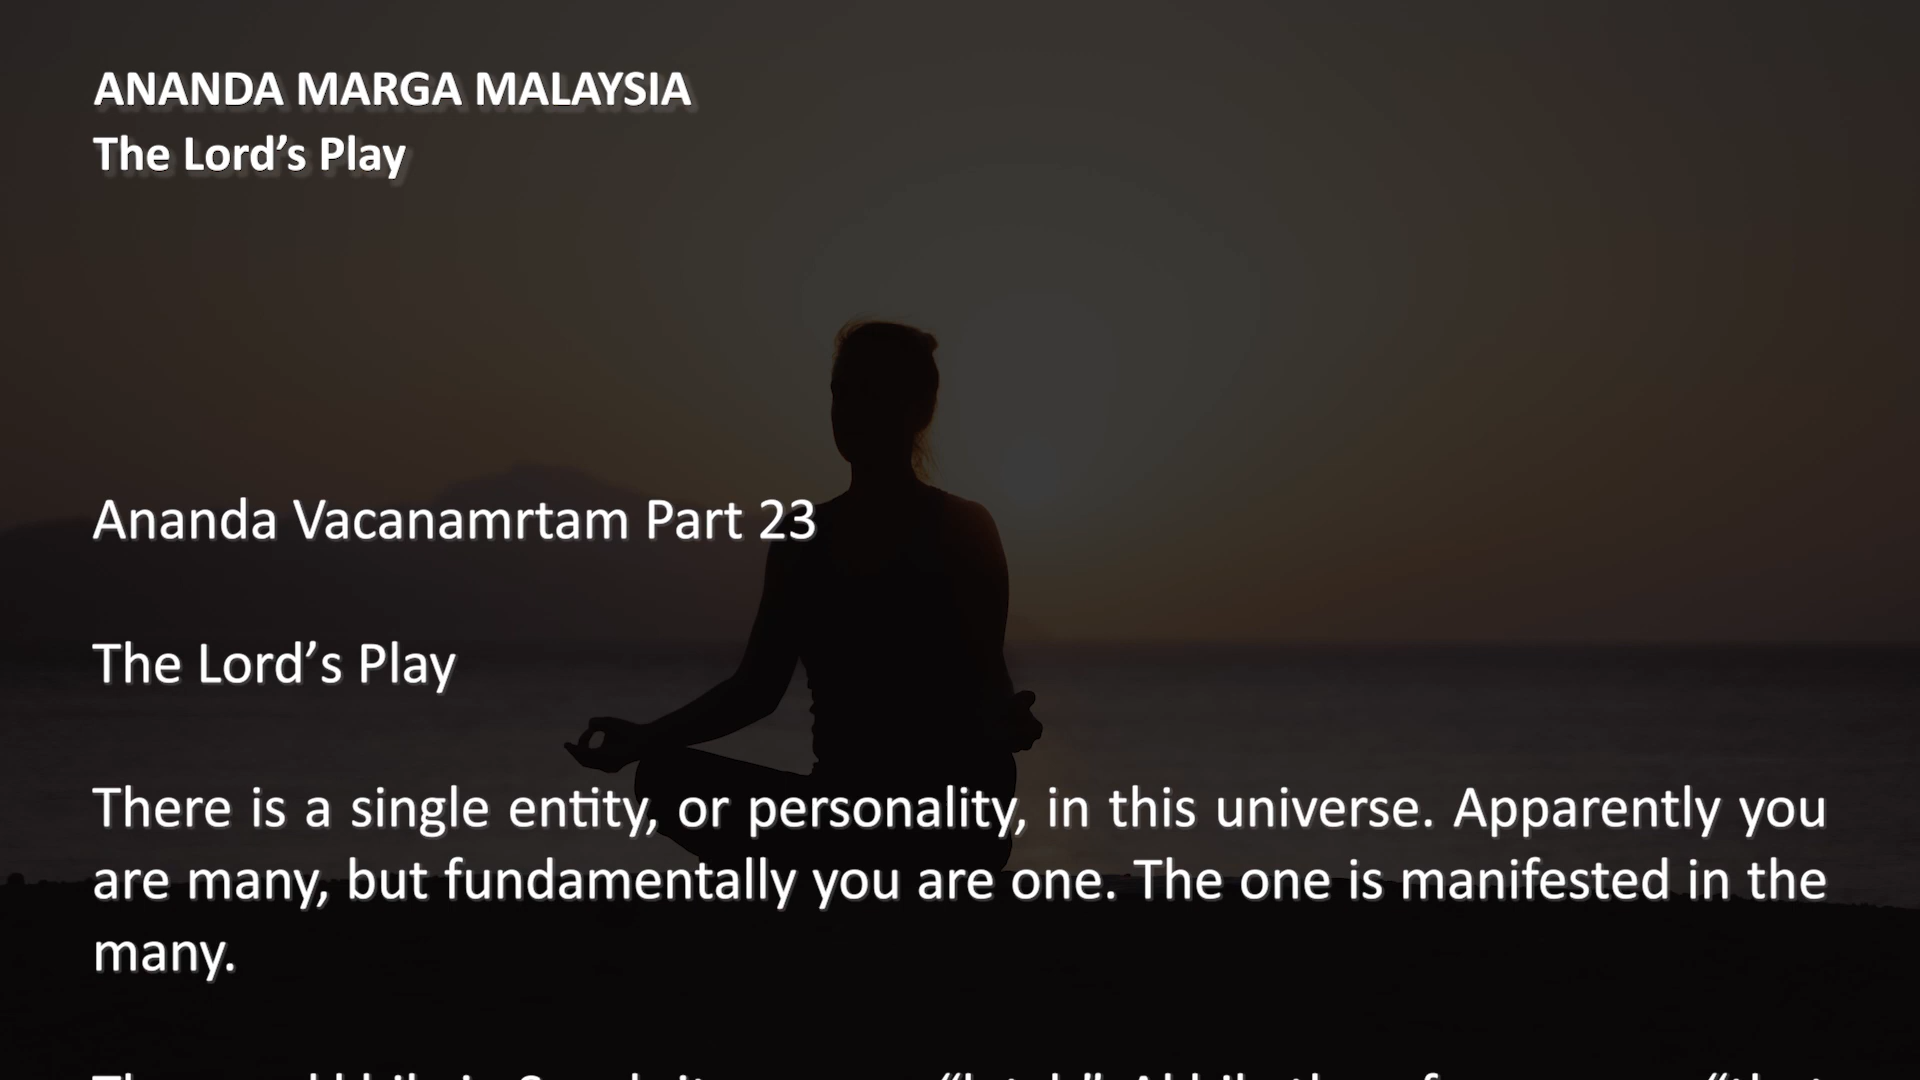 ANANDA MARGA MALAYSIA
The Lord’s Play
Ananda Vacanamrtam Part 23
The Lord’s Play
There is a single entity, or personality, in this universe. Apparently you
are many, but fundamentally you are one. The one is manifested in the
many.